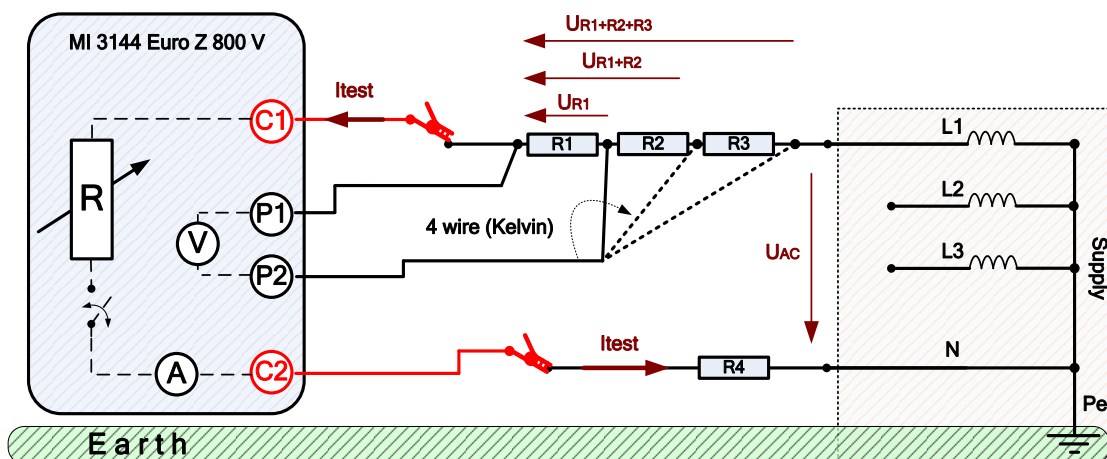 MI 3144 Euro Z 800 V
UR1+R2+R3
UR1+R2
UR1
Itest
C1
R1
R2
R3
L1
L2
L3
R
P1
V
P2
4 wire (Kelvin)
UAC
Supply
Itest
A
C2
R4
N
Pe
Earth